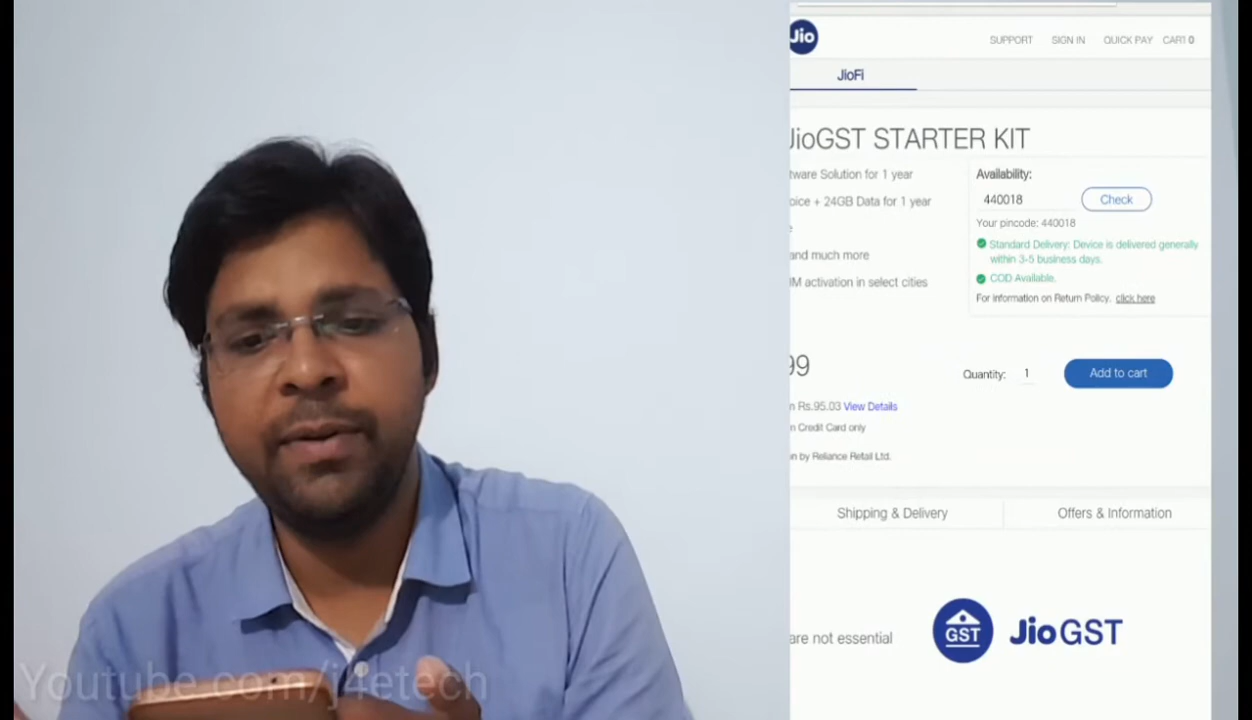 Jio
SUPPORT SIGN IN QUICK PAY CART 0
JioFi
JioGST STARTER KIT
tware Solution for 1 year
oice + 24GB Data for 1 year
and much more
M activation in select cities
Availability:
440018 Check
Your pincode: 440018
Standard Delivery: Device is delivered generally
within 3-5 business days.
COD Available.
For information on Return Policy, click here
99
Quantity: 1 Add to cart
n Rs.95.03 View Details
n Credit Card only
n by Reliance Retail Ltd.
Shipping & Delivery Offers & Information
are not essential
GST JioGST
Youtube.com/j4etech